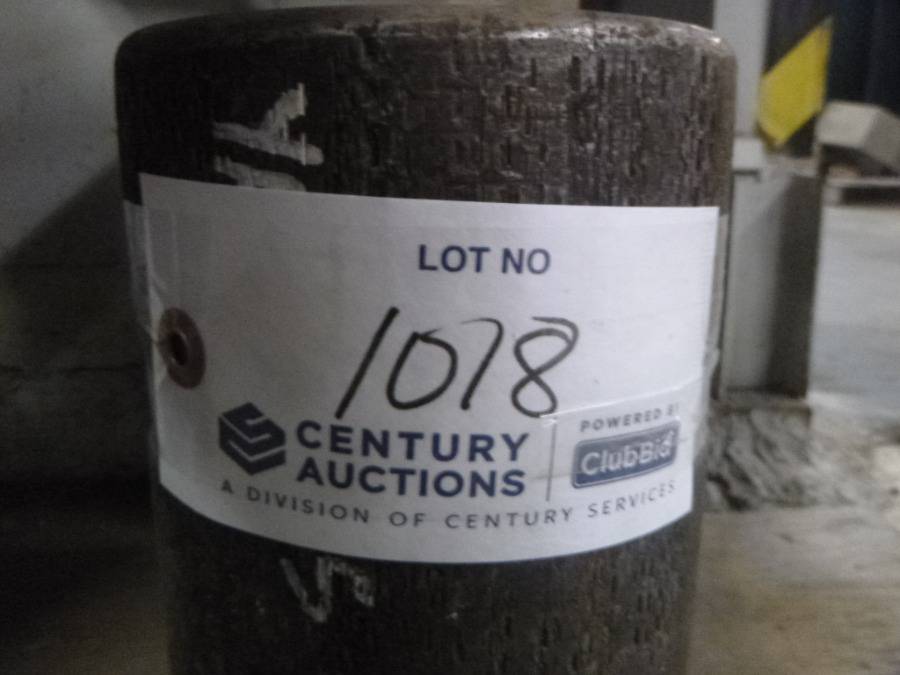 LOT NO
1078
CENTURY
AUCTIONS
A DIVISION OF CENTURY SERVICES
POWERED BY
ClubBid